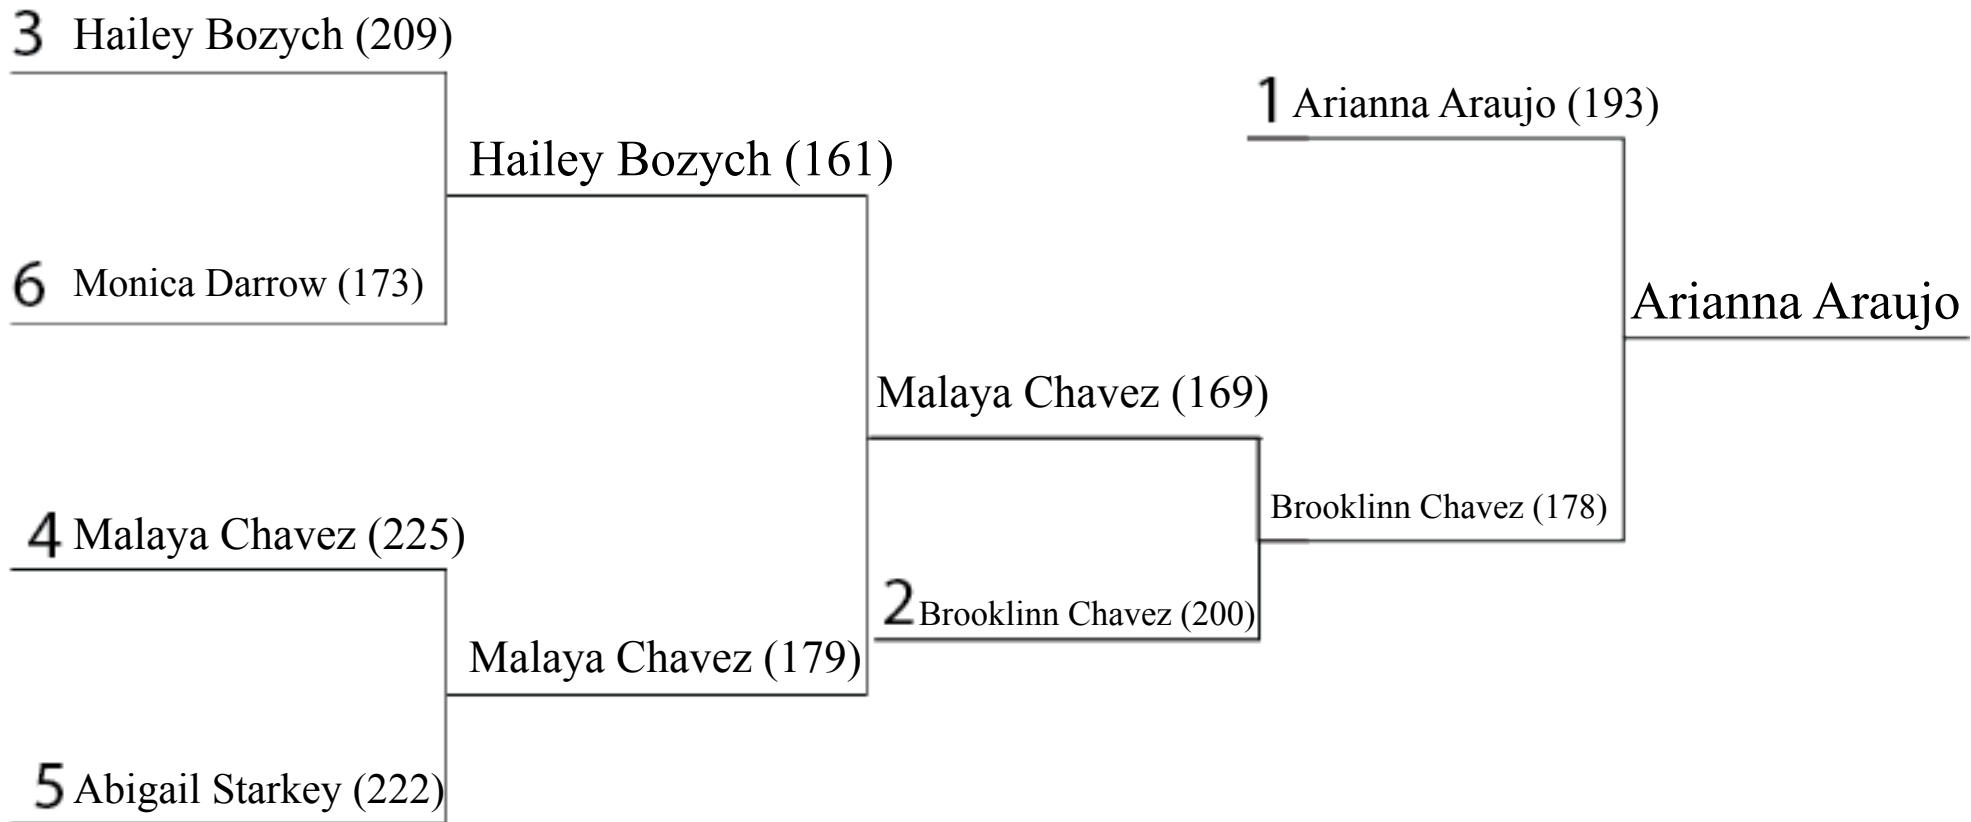 3 Hailey Bozych (209)
1 Arianna Araujo (193)
Hailey Bozych (161)
6 Monica Darrow (173)
Arianna Araujo
Malaya Chavez (169)
4 Malaya Chavez (225)
Brooklinn Chavez (178)
2 Brooklinn Chavez (200)
Malaya Chavez (179)
5 Abigail Starkey (222)